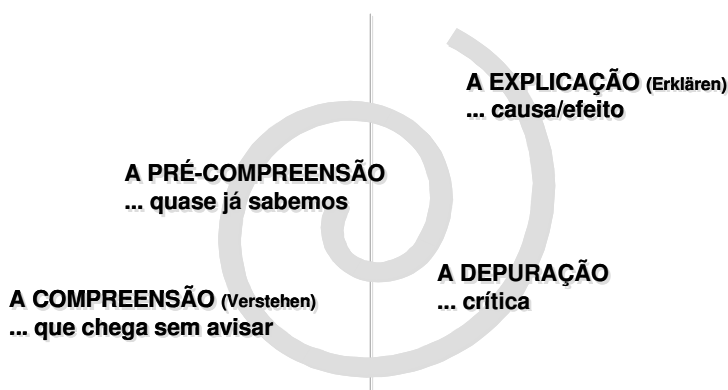 A EXPLICAÇÃO (Erklären)
... causa/efeito
A PRÉ-COMPREENSÃO
... quase já sabemos
A DEPURAÇÃO
... crítica
A COMPREENSÃO (Verstehen)
... que chega sem avisar